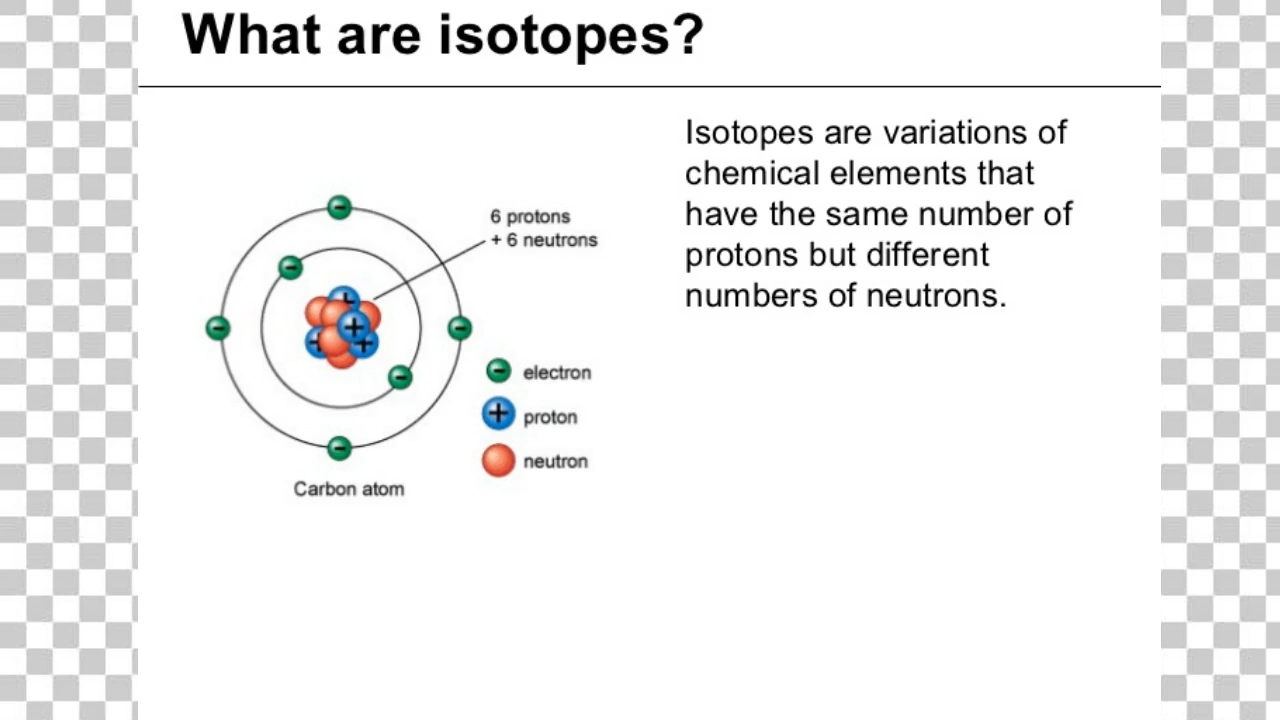 What are isotopes?
Isotopes are variations of
chemical elements that
have the same number of
protons but different
numbers of neutrons.
6 protons
+ 6 neutrons
electron
proton
neutron
Carbon atom